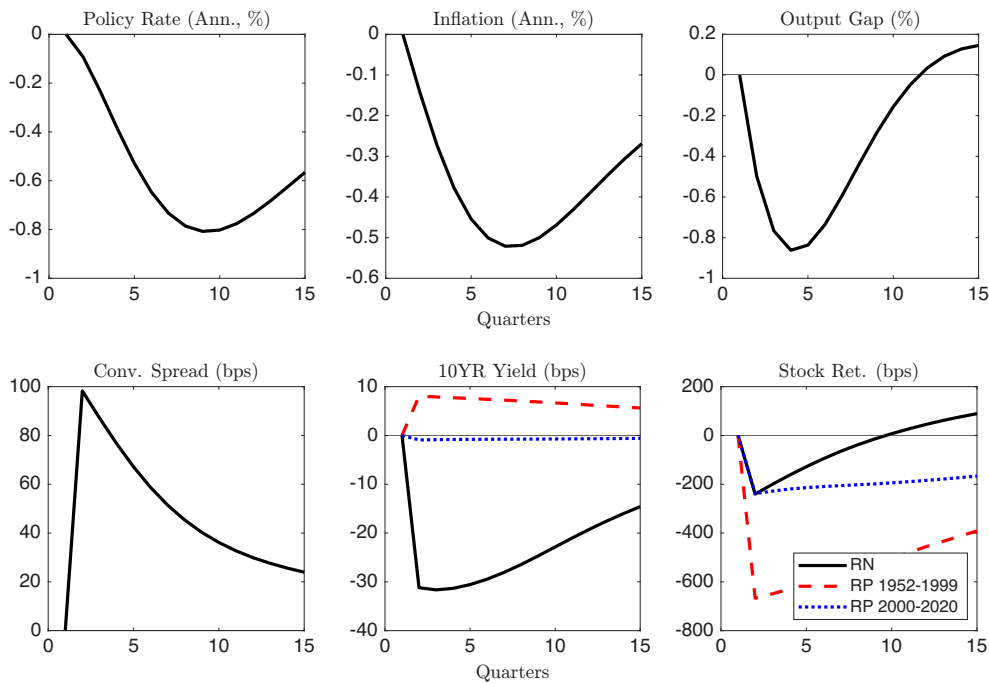 Policy Rate (Ann., %)
0
-0.2
-0.4
-0.6
-0.8
-1
0 5 10 15
Inflation (Ann., %)
0
-0.1
-0.2
-0.3
-0.4
-0.5
-0.6
0 5 10 15
Quarters
Output Gap (%)
0.2
0
-0.2
-0.4
-0.6
-0.8
-1
0 5 10 15
Conv. Spread (bps)
100
80
60
40
20
0
0 5 10 15
10YR Yield (bps)
10
0
-10
-20
-30
-40
0 5 10 15
Quarters
Stock Ret. (bps)
200
0
-200
-400
-600
-800
0 5 10 15
RN
RP 1952-1999
RP 2000-2020